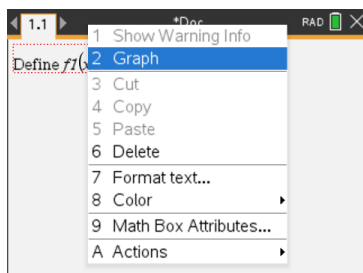 1.1 *Doc RAD
1 Show Warning Info
Define f1(x
2 Graph
3 Cut
4 Copy
5 Paste
6 Delete
7 Format text...
8 Color
9 Math Box Attributes...
A Actions